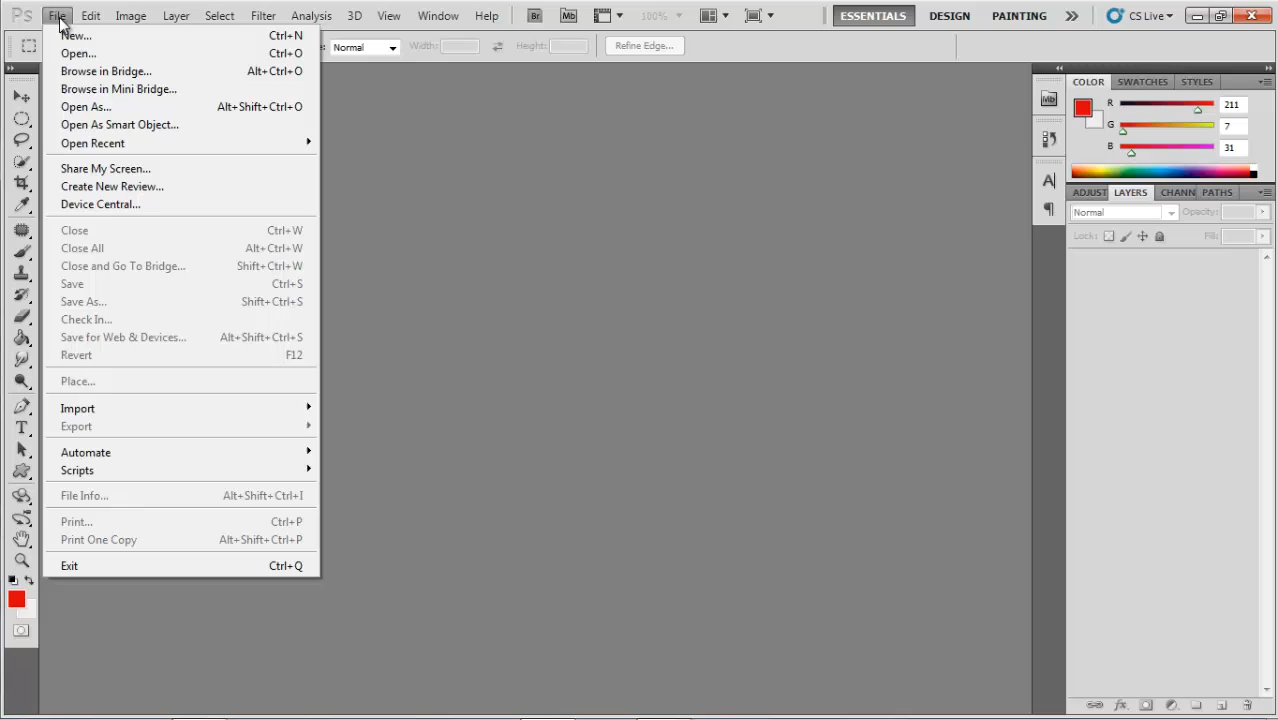 Ps File Edit Image Layer Select Filter Analysis 3D View Window Help Br Mb 100% ESSENTIALS DESIGN PAINTING CS Live
: Normal Width: Height: Refine Edge...
New... Ctrl+N
Open... Ctrl+O
Browse in Bridge... Alt+Ctrl+O
Browse in Mini Bridge...
Open As... Alt+Shift+Ctrl+O
Open As Smart Object...
Open Recent
Share My Screen...
Create New Review...
Device Central...
Close Ctrl+W
Close All Alt+Ctrl+W
Close and Go To Bridge... Shift+Ctrl+W
Save Ctrl+S
Save As... Shift+Ctrl+S
Check In...
Save for Web & Devices... Alt+Shift+Ctrl+S
Revert F12
Place...
Import
Export
Automate
Scripts
File Info... Alt+Shift+Ctrl+I
Print... Ctrl+P
Print One Copy Alt+Shift+Ctrl+P
Exit Ctrl+Q
T
Mb
A
COLOR SWATCHES STYLES
R 211
G 7
B 31
ADJUST LAYERS CHANN PATHS
Normal Opacity:
Lock: Fill:
fx